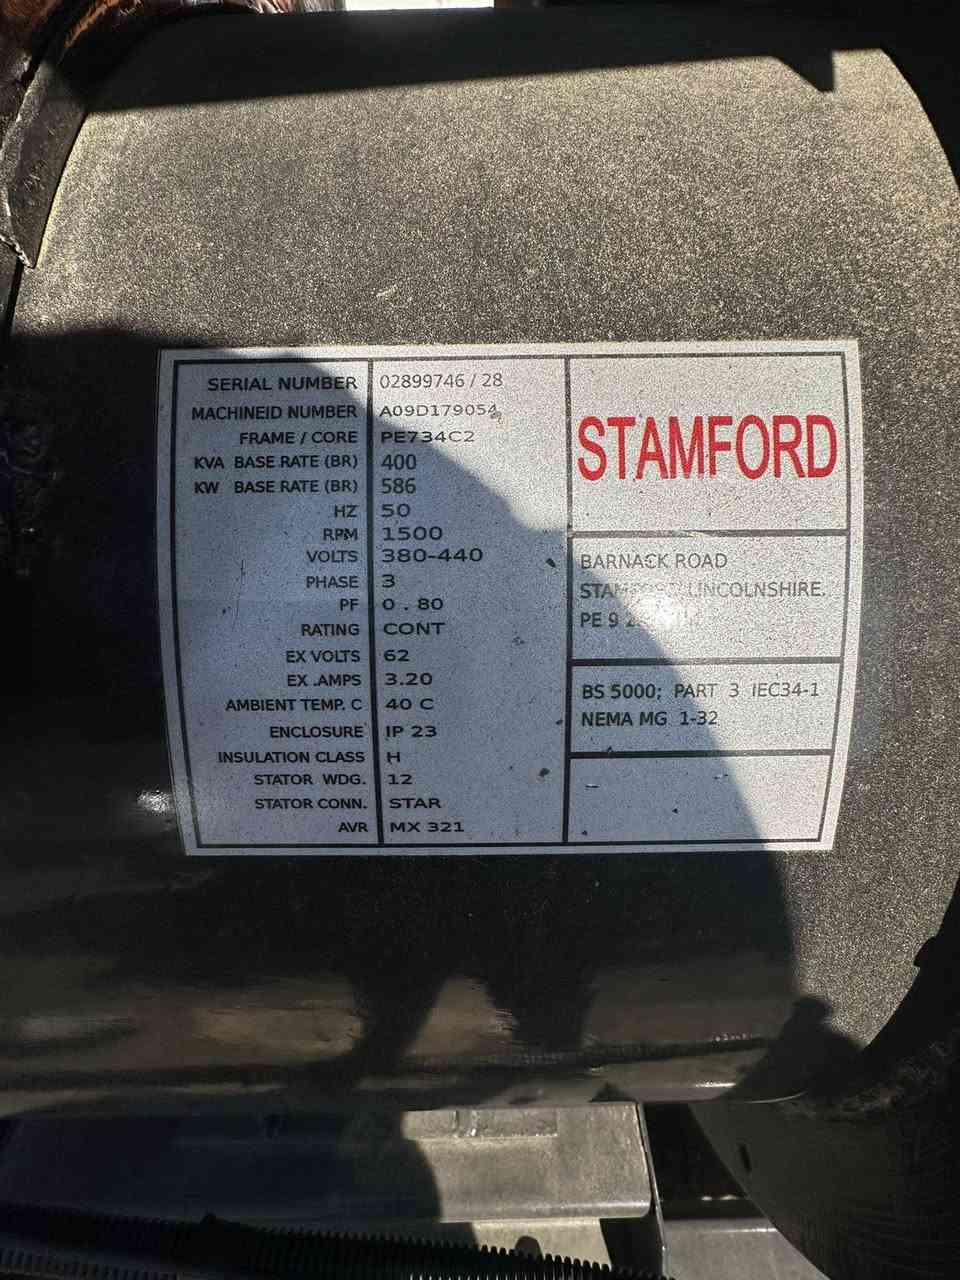 SERIAL NUMBER 02899746 / 28
MACHINEID NUMBER A09D179054
FRAME / CORE PE734C2
KVA BASE RATE (BR) 400
KW BASE RATE (BR) 586
HZ 50
RPM 1500
VOLTS 380-440
PHASE 3
PF 0 . 80
RATING CONT
EX VOLTS 62
EX .AMPS 3.20
AMBIENT TEMP. C 40 C
ENCLOSURE IP 23
INSULATION CLASS H
STATOR WDG. 12
STATOR CONN. STAR
AVR MX 321
STAMFORD
BARNACK ROAD
LINCOLNSHIRE.
PE 9
BS 5000; PART 3 IEC34-1
NEMA MG 1-32